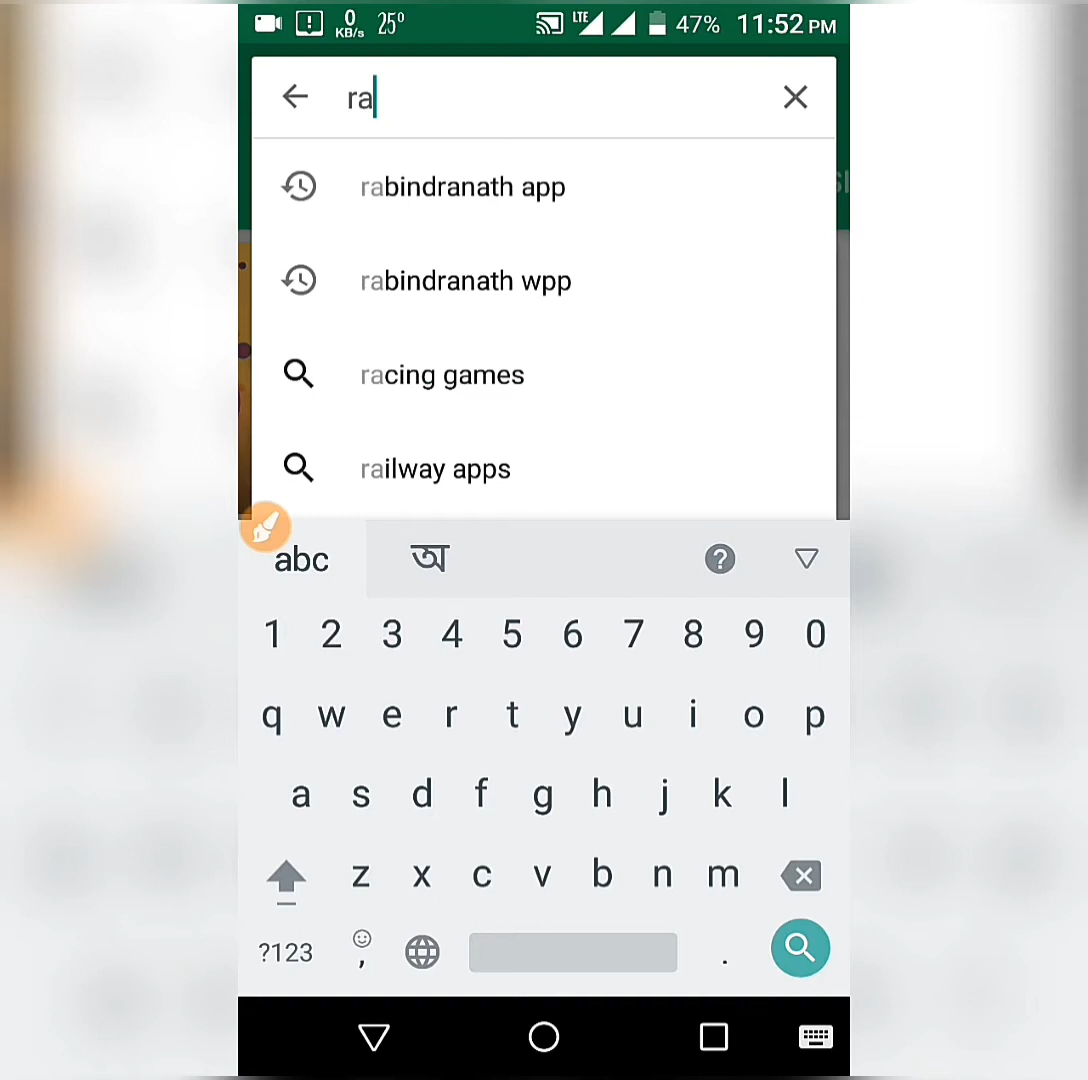 0
KB/s 25° LTE 47% 11:52 PM
ra
rabindranath app
rabindranath wpp
racing games
railway apps
abc অ
1 2 3 4 5 6 7 8 9 0
q w e r t y u i o p
a s d f g h j k l
z x c v b n m
?123 , .